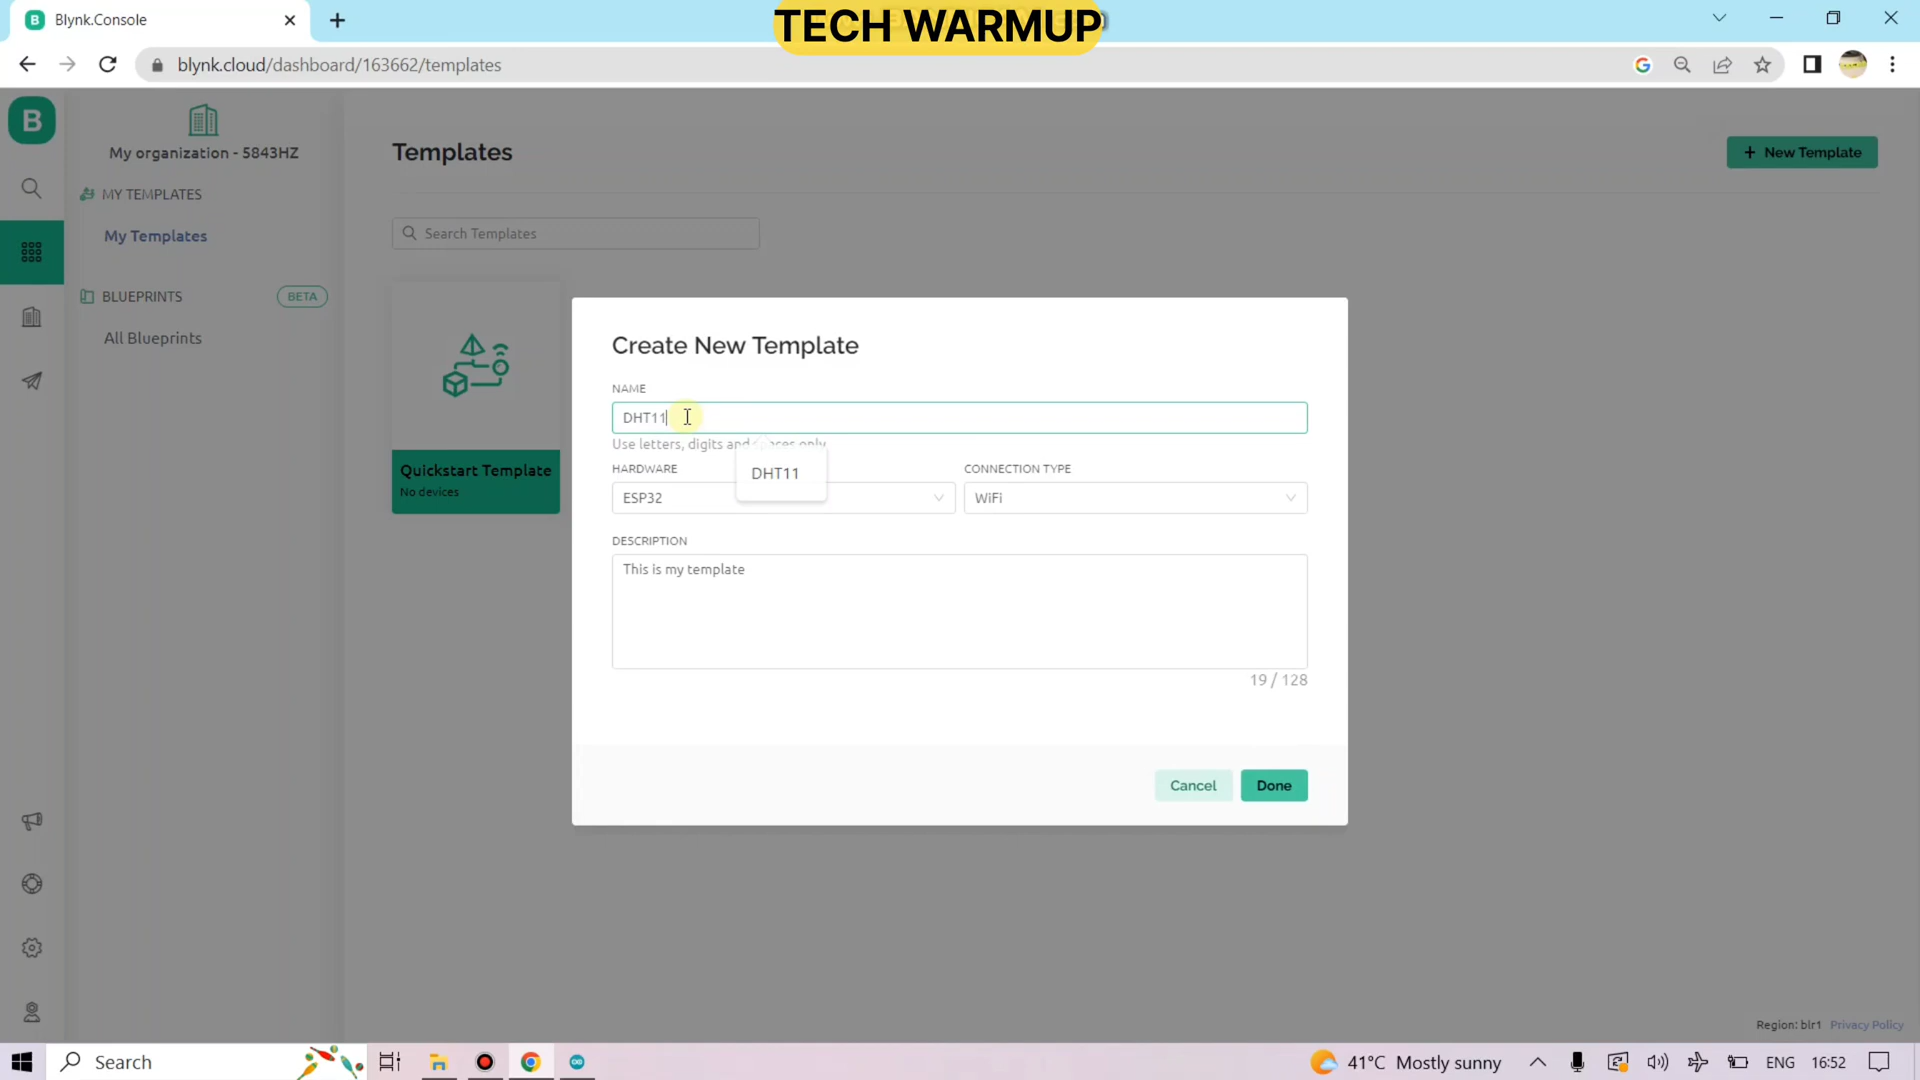 Blynk.Console
TECH WARMUP
blynk.cloud/dashboard/163662/templates
B
My organization - 5843HZ
MY TEMPLATES
My Templates
BLUEPRINTS
BETA
All Blueprints
Templates
+ New Template
Search Templates
Quickstart Template
No devices
Create New Template
NAME
DHT11
Use letters, digits and spaces only
DHT11
HARDWARE
CONNECTION TYPE
ESP32
WiFi
DESCRIPTION
This is my template
19 / 128
Cancel
Done
Region: blr1 Privacy Policy
Search
41°C Mostly sunny
ENG
16:52